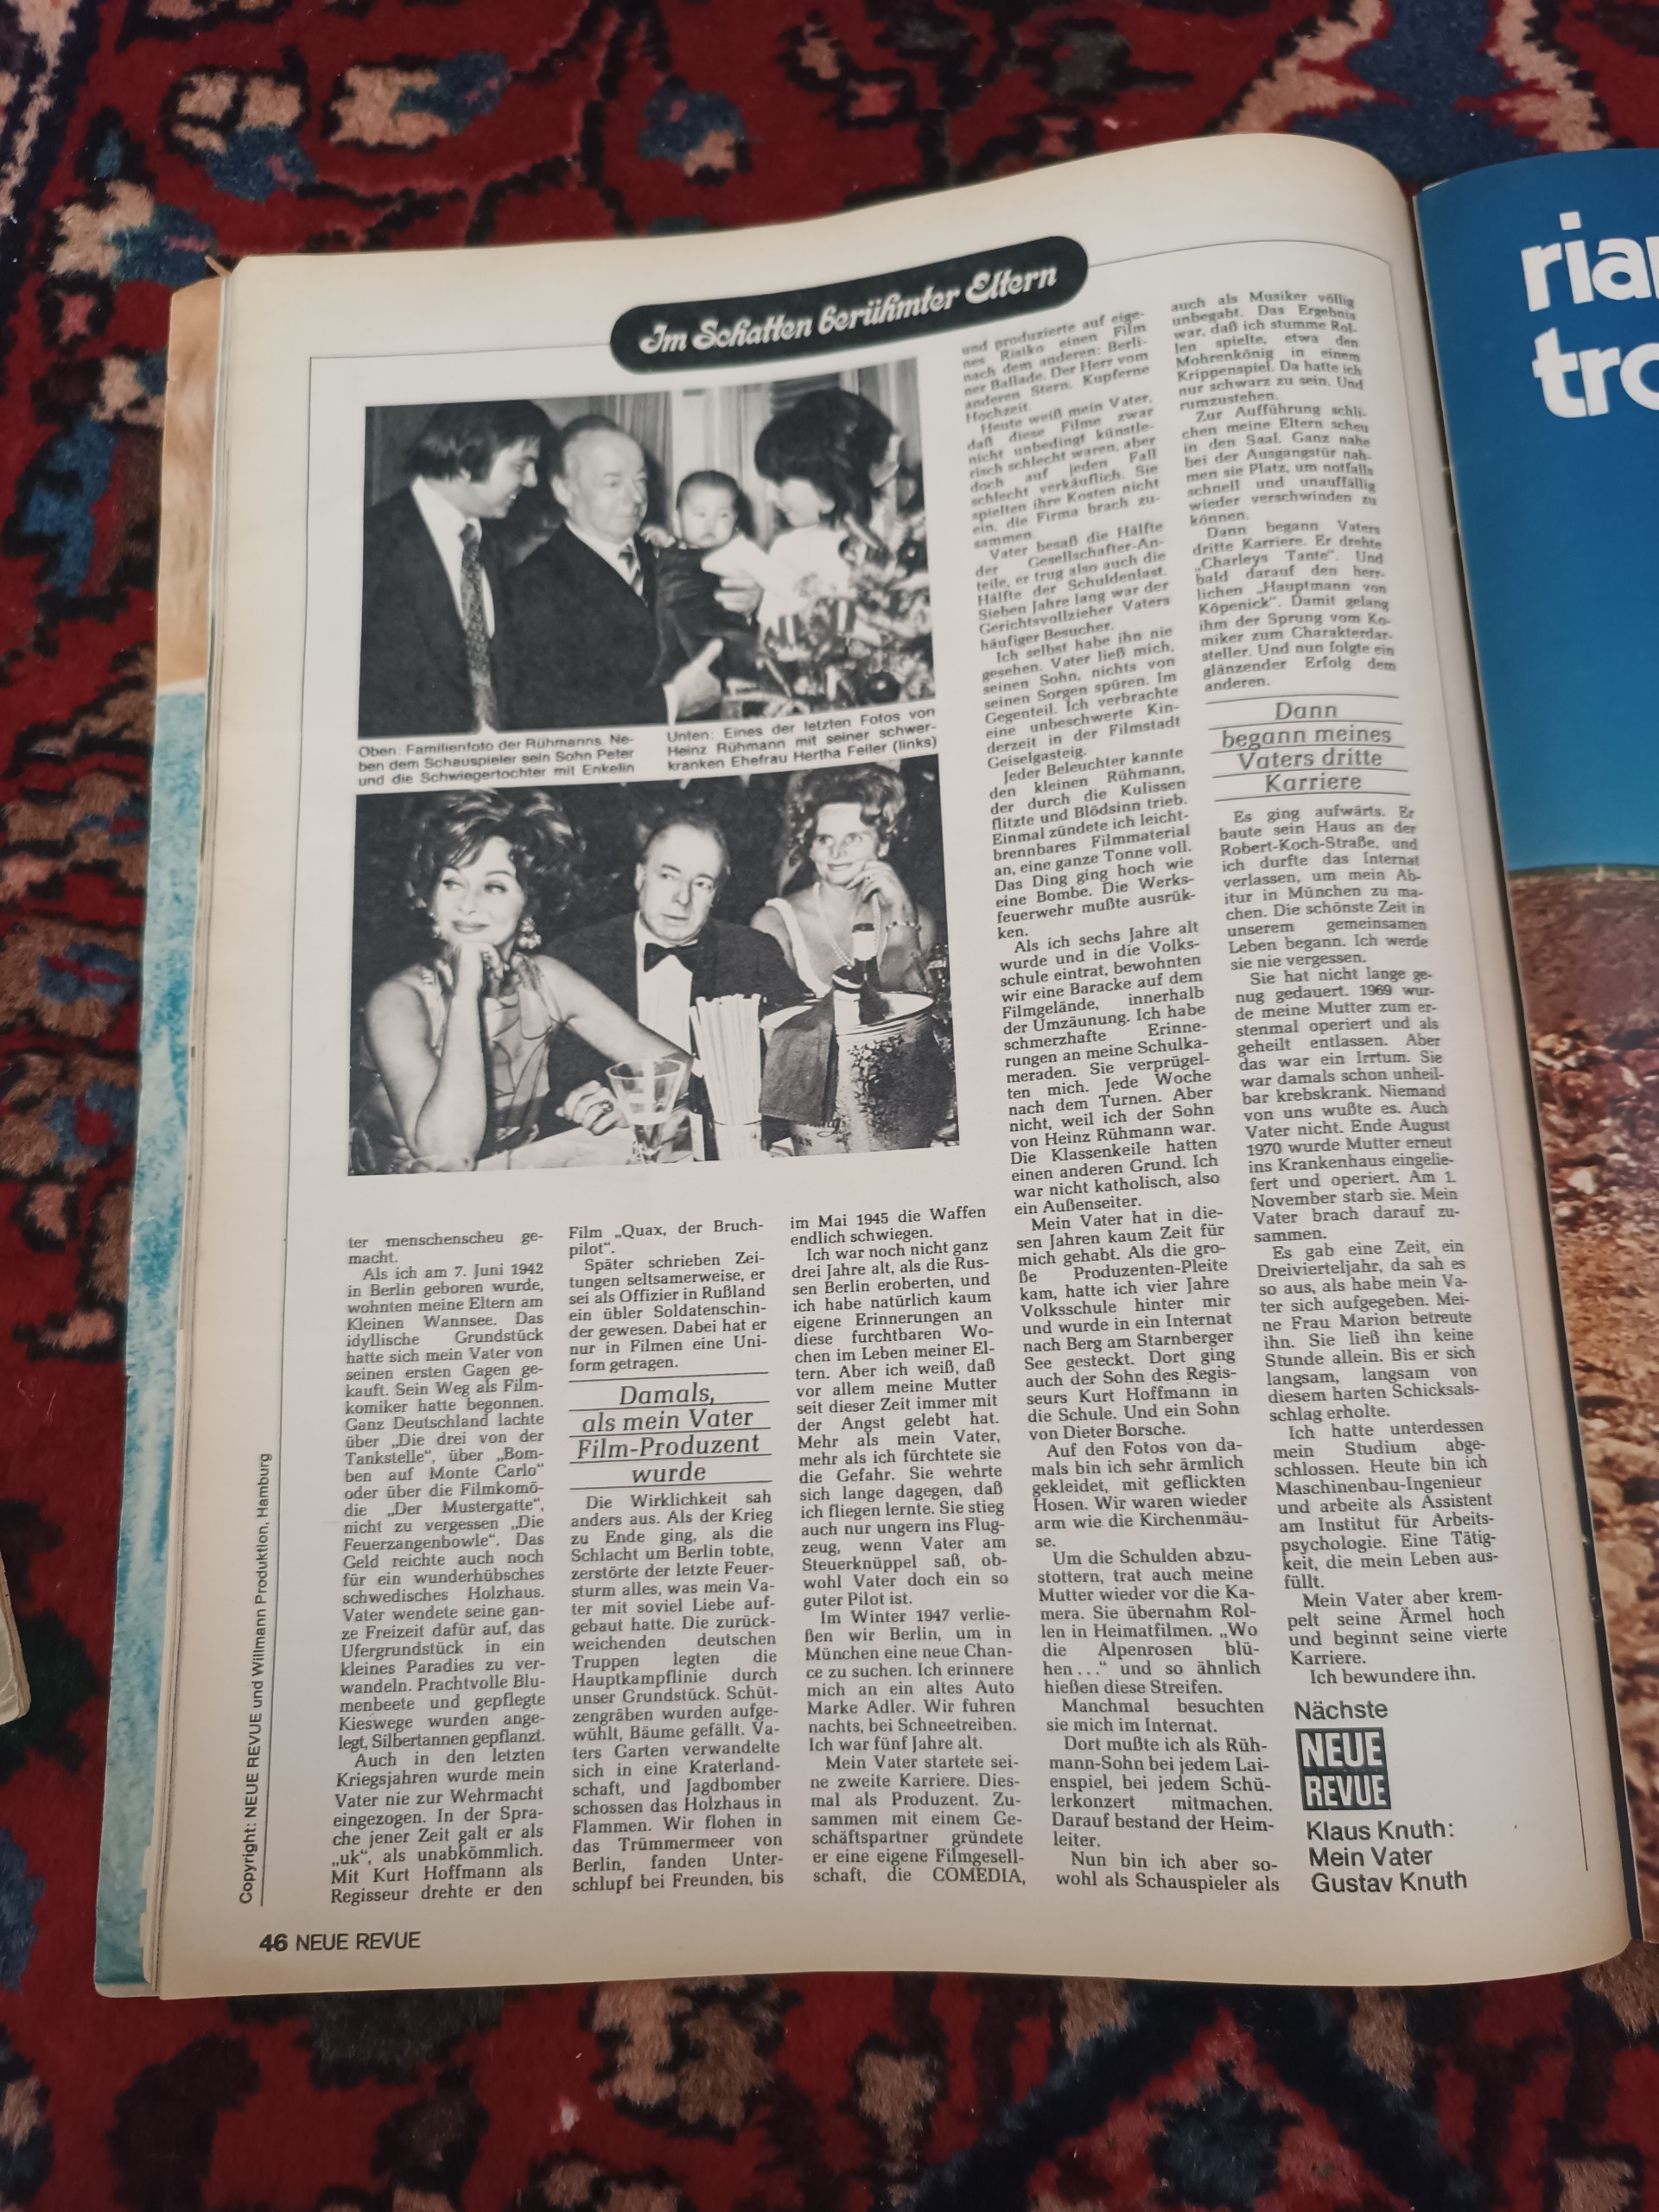 Im Schatten berühmter Eltern
Oben: Familienfoto der Rühmanns. Ne-
ben dem Schauspieler sein Sohn Peter
und die Schwiegertochter mit Enkelin
Unten: Eines der letzten Fotos von
Heinz Rühmann mit seiner schwer-
kranken Ehefrau Hertha Feiler (links)
ter menschenscheu ge-
macht.
Als ich am 7. Juni 1942
in Berlin geboren wurde,
wohnten meine Eltern am
Kleinen Wannsee. Das
idyllische Grundstück
hatte sich mein Vater von
seinen ersten Gagen ge-
kauft. Sein Weg als Film-
komiker hatte begonnen.
Ganz Deutschland lachte
über „Die drei von der
Tankstelle“, über „Bom-
ben auf Monte Carlo“
oder über die Filmkomö-
die „Der Mustergatte“,
nicht zu vergessen „Die
Feuerzangenbowle“. Das
Geld reichte auch noch
für ein wunderhübsches
schwedisches Holzhaus.
Vater wendete seine gan-
ze Freizeit dafür auf, das
Ufergrundstück in ein
kleines Paradies zu ver-
wandeln. Prachtvolle Blu-
menbeete und gepflegte
Kieswege wurden ange-
legt, Silbertannen gepflanzt.
Auch in den letzten
Kriegsjahren wurde mein
Vater nie zur Wehrmacht
eingezogen. In der Spra-
che jener Zeit galt er als
„uk“, als unabkömmlich.
Mit Kurt Hoffmann als
Regisseur drehte er den
Film „Quax, der Bruch-
pilot“.
Später schrieben Zei-
tungen seltsamerweise, er
sei als Offizier in Rußland
ein übler Soldatenschin-
der gewesen. Dabei hat er
nur in Filmen eine Uni-
form getragen.
Damals,
als mein Vater
Film-Produzent
wurde
Die Wirklichkeit sah
anders aus. Als der Krieg
zu Ende ging, als die
Schlacht um Berlin tobte,
zerstörte der letzte Feuer-
sturm alles, was mein Va-
ter mit soviel Liebe auf-
gebaut hatte. Die zurück-
weichenden deutschen
Truppen legten die
Hauptkampflinie durch
unser Grundstück. Schüt-
zengräben wurden aufge-
wühlt, Bäume gefällt. Va-
ters Garten verwandelte
sich in eine Kraterland-
schaft, und Jagdbomber
schossen das Holzhaus in
Flammen. Wir flohen in
das Trümmermeer von
Berlin, fanden Unter-
schlupf bei Freunden, bis
im Mai 1945 die Waffen
endlich schwiegen.
Ich war noch nicht ganz
drei Jahre alt, als die Rus-
sen Berlin eroberten, und
ich habe natürlich kaum
eigene Erinnerungen an
diese furchtbaren Wo-
chen im Leben meiner El-
tern. Aber ich weiß, daß
vor allem meine Mutter
seit dieser Zeit immer mit
der Angst gelebt hat.
Mehr als mein Vater,
mehr als ich fürchtete sie
die Gefahr. Sie wehrte
sich lange dagegen, daß
ich fliegen lernte. Sie stieg
auch nur ungern ins Flug-
zeug, wenn Vater am
Steuerknüppel saß, ob-
wohl Vater doch ein so
guter Pilot ist.
Im Winter 1947 verlie-
ßen wir Berlin, um in
München eine neue Chan-
ce zu suchen. Ich erinnere
mich an ein altes Auto
Marke Adler. Wir fuhren
nachts, bei Schneetreiben.
Ich war fünf Jahre alt.
Mein Vater startete sei-
ne zweite Karriere. Dies-
mal als Produzent. Zu-
sammen mit einem Ge-
schäftspartner gründete
er eine eigene Filmgesell-
schaft, die COMEDIA,
und produzierte auf eige-
nes Risiko einen Film
nach dem anderen: Berli-
ner Ballade. Der Herr vom
anderen Stern. Kupferne
Hochzeit.
Heute weiß mein Vater,
daß diese Filme zwar
nicht unbedingt künstle-
risch schlecht waren, aber
doch auf jeden Fall
schlecht verkäuflich. Sie
spielten ihre Kosten nicht
ein, die Firma brach zu-
sammen.
Vater besaß die Hälfte
der Gesellschafter-An-
teile, er trug also auch die
Hälfte der Schuldenlast.
Sieben Jahre lang war der
Gerichtsvollzieher Vaters
häufiger Besucher.
Ich selbst habe ihn nie
gesehen. Vater ließ mich,
seinen Sohn, nichts von
seinen Sorgen spüren. Im
Gegenteil. Ich verbrachte
eine unbeschwerte Kin-
derzeit in der Filmstadt
Geiselgasteig.
Jeder Beleuchter kannte
den kleinen Rühmann,
der durch die Kulissen
flitzte und Blödsinn trieb.
Einmal zündete ich leicht-
brennbares Filmmaterial
an, eine ganze Tonne voll.
Das Ding ging hoch wie
eine Bombe. Die Werks-
feuerwehr mußte ausrük-
ken.
Als ich sechs Jahre alt
wurde und in die Volks-
schule eintrat, bewohnten
wir eine Baracke auf dem
Filmgelände, innerhalb
der Umzäunung. Ich habe
schmerzhafte Erinne-
rungen an meine Schulka-
meraden. Sie verprügel-
ten mich. Jede Woche
nach dem Turnen. Aber
nicht, weil ich der Sohn
von Heinz Rühmann war.
Die Klassenkeile hatten
einen anderen Grund. Ich
war nicht katholisch, also
ein Außenseiter.
Mein Vater hat in die-
sen Jahren kaum Zeit für
mich gehabt. Als die gro-
ße Produzenten-Pleite
kam, hatte ich vier Jahre
Volksschule hinter mir
und wurde in ein Internat
nach Berg am Starnberger
See gesteckt. Dort ging
auch der Sohn des Regis-
seurs Kurt Hoffmann in
die Schule. Und ein Sohn
von Dieter Borsche.
Auf den Fotos von da-
mals bin ich sehr ärmlich
gekleidet, mit geflickten
Hosen. Wir waren wieder
arm wie die Kirchenmäu-
se.
Um die Schulden abzu-
stottern, trat auch meine
Mutter wieder vor die Ka-
mera. Sie übernahm Rol-
len in Heimatfilmen. „Wo
die Alpenrosen blü-
hen...“ und so ähnlich
hießen diese Streifen.
Manchmal besuchten
sie mich im Internat.
Dort mußte ich als Rüh-
mann-Sohn bei jedem Lai-
enspiel, bei jedem Schü-
lerkonzert mitmachen.
Darauf bestand der Heim-
leiter.
Nun bin ich aber so-
wohl als Schauspieler als
auch als Musiker völlig
unbegabt. Das Ergebnis
war, daß ich stumme Rol-
len spielte, etwa den
Mohrenkönig in einem
Krippenspiel. Da hatte ich
nur schwarz zu sein. Und
rumzustehen.
Zur Aufführung schli-
chen meine Eltern scheu
in den Saal. Ganz nahe
bei der Ausgangstür nah-
men sie Platz, um notfalls
schnell und unauffällig
wieder verschwinden zu
können.
Dann begann Vaters
dritte Karriere. Er drehte
„Charleys Tante“. Und
bald darauf den herr-
lichen „Hauptmann von
Köpenick“. Damit gelang
ihm der Sprung vom Ko-
miker zum Charakterdar-
steller. Und nun folgte ein
glänzender Erfolg dem
anderen.
Dann
begann meines
Vaters dritte
Karriere
Es ging aufwärts. Er
baute sein Haus an der
Robert-Koch-Straße, und
ich durfte das Internat
verlassen, um mein Ab-
itur in München zu ma-
chen. Die schönste Zeit in
unserem gemeinsamen
Leben begann. Ich werde
sie nie vergessen.
Sie hat nicht lange ge-
nug gedauert. 1969 wur-
de meine Mutter zum er-
stenmal operiert und als
geheilt entlassen. Aber
das war ein Irrtum. Sie
war damals schon unheil-
bar krebskrank. Niemand
von uns wußte es. Auch
Vater nicht. Ende August
1970 wurde Mutter erneut
ins Krankenhaus eingelie-
fert und operiert. Am 1.
November starb sie. Mein
Vater brach darauf zu-
sammen.
Es gab eine Zeit, ein
Dreivierteljahr, da sah es
so aus, als habe mein Va-
ter sich aufgegeben. Mei-
ne Frau Marion betreute
ihn. Sie ließ ihn keine
Stunde allein. Bis er sich
langsam, langsam von
diesem harten Schicksals-
schlag erholte.
Ich hatte unterdessen
mein Studium abge-
schlossen. Heute bin ich
Maschinenbau-Ingenieur
und arbeite als Assistent
am Institut für Arbeits-
psychologie. Eine Tätig-
keit, die mein Leben aus-
füllt.
Mein Vater aber krem-
pelt seine Ärmel hoch
und beginnt seine vierte
Karriere.
Ich bewundere ihn.
Nächste
NEUE
REVUE
Klaus Knuth:
Mein Vater
Gustav Knuth
Copyright: NEUE REVUE und Willmann Produktion, Hamburg
46 NEUE REVUE
ria
tro